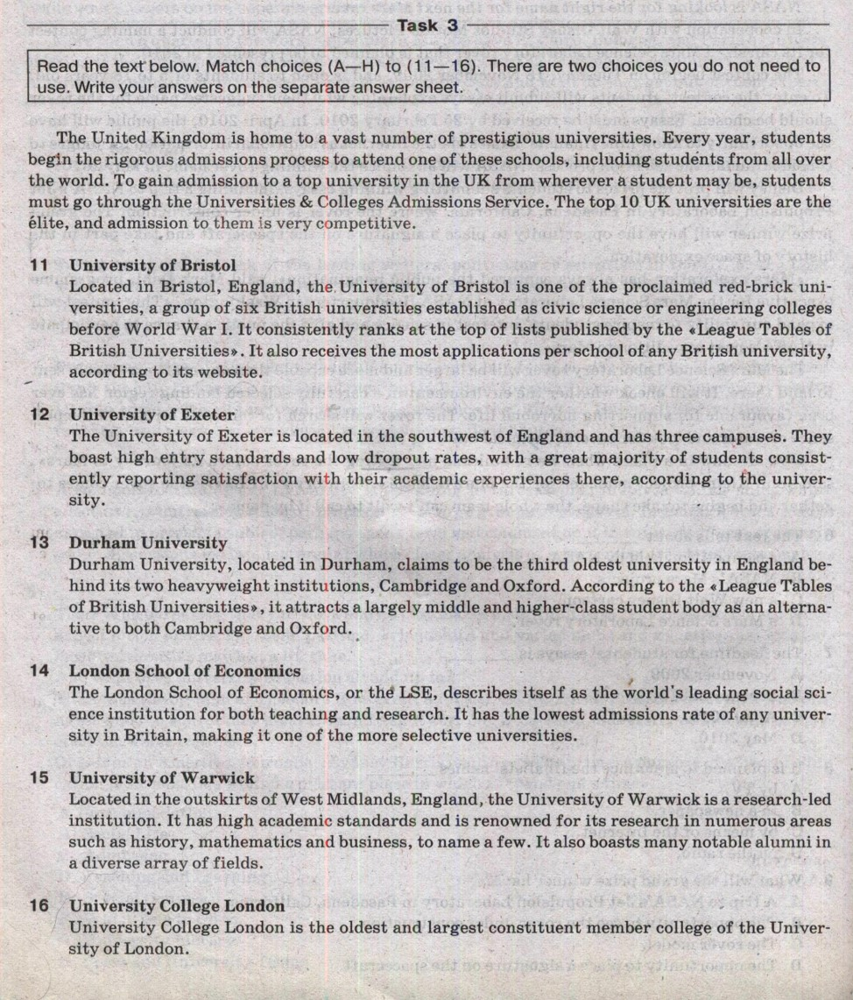 Task 3
Read the text below. Match choices (A—H) to (11—16). There are two choices you do not need to
use. Write your answers on the separate answer sheet.
The United Kingdom is home to a vast number of prestigious universities. Every year, students
begin the rigorous admissions process to attend one of these schools, including students from all over
the world. To gain admission to a top university in the UK from wherever a student may be, students
must go through the Universities & Colleges Admissions Service. The top 10 UK universities are the
élite, and admission to them is very competitive.
11 University of Bristol
Located in Bristol, England, the University of Bristol is one of the proclaimed red-brick uni-
versities, a group of six British universities established as civic science or engineering colleges
before World War I. It consistently ranks at the top of lists published by the «League Tables of
British Universities». It also receives the most applications per school of any British university,
according to its website.
12 University of Exeter
The University of Exeter is located in the southwest of England and has three campuses. They
boast high entry standards and low dropout rates, with a great majority of students consist-
ently reporting satisfaction with their academic experiences there, according to the univer-
sity.
13 Durham University
Durham University, located in Durham, claims to be the third oldest university in England be-
hind its two heavyweight institutions, Cambridge and Oxford. According to the «League Tables
of British Universities», it attracts a largely middle and higher-class student body as an alterna-
tive to both Cambridge and Oxford.
14 London School of Economics
The London School of Economics, or the LSE, describes itself as the world's leading social sci-
ence institution for both teaching and research. It has the lowest admissions rate of any univer-
sity in Britain, making it one of the more selective universities.
15 University of Warwick
Located in the outskirts of West Midlands, England, the University of Warwick is a research-led
institution. It has high academic standards and is renowned for its research in numerous areas
such as history, mathematics and business, to name a few. It also boasts many notable alumni in
a diverse array of fields.
16 University College London
University College London is the oldest and largest constituent member college of the Univer-
sity of London.